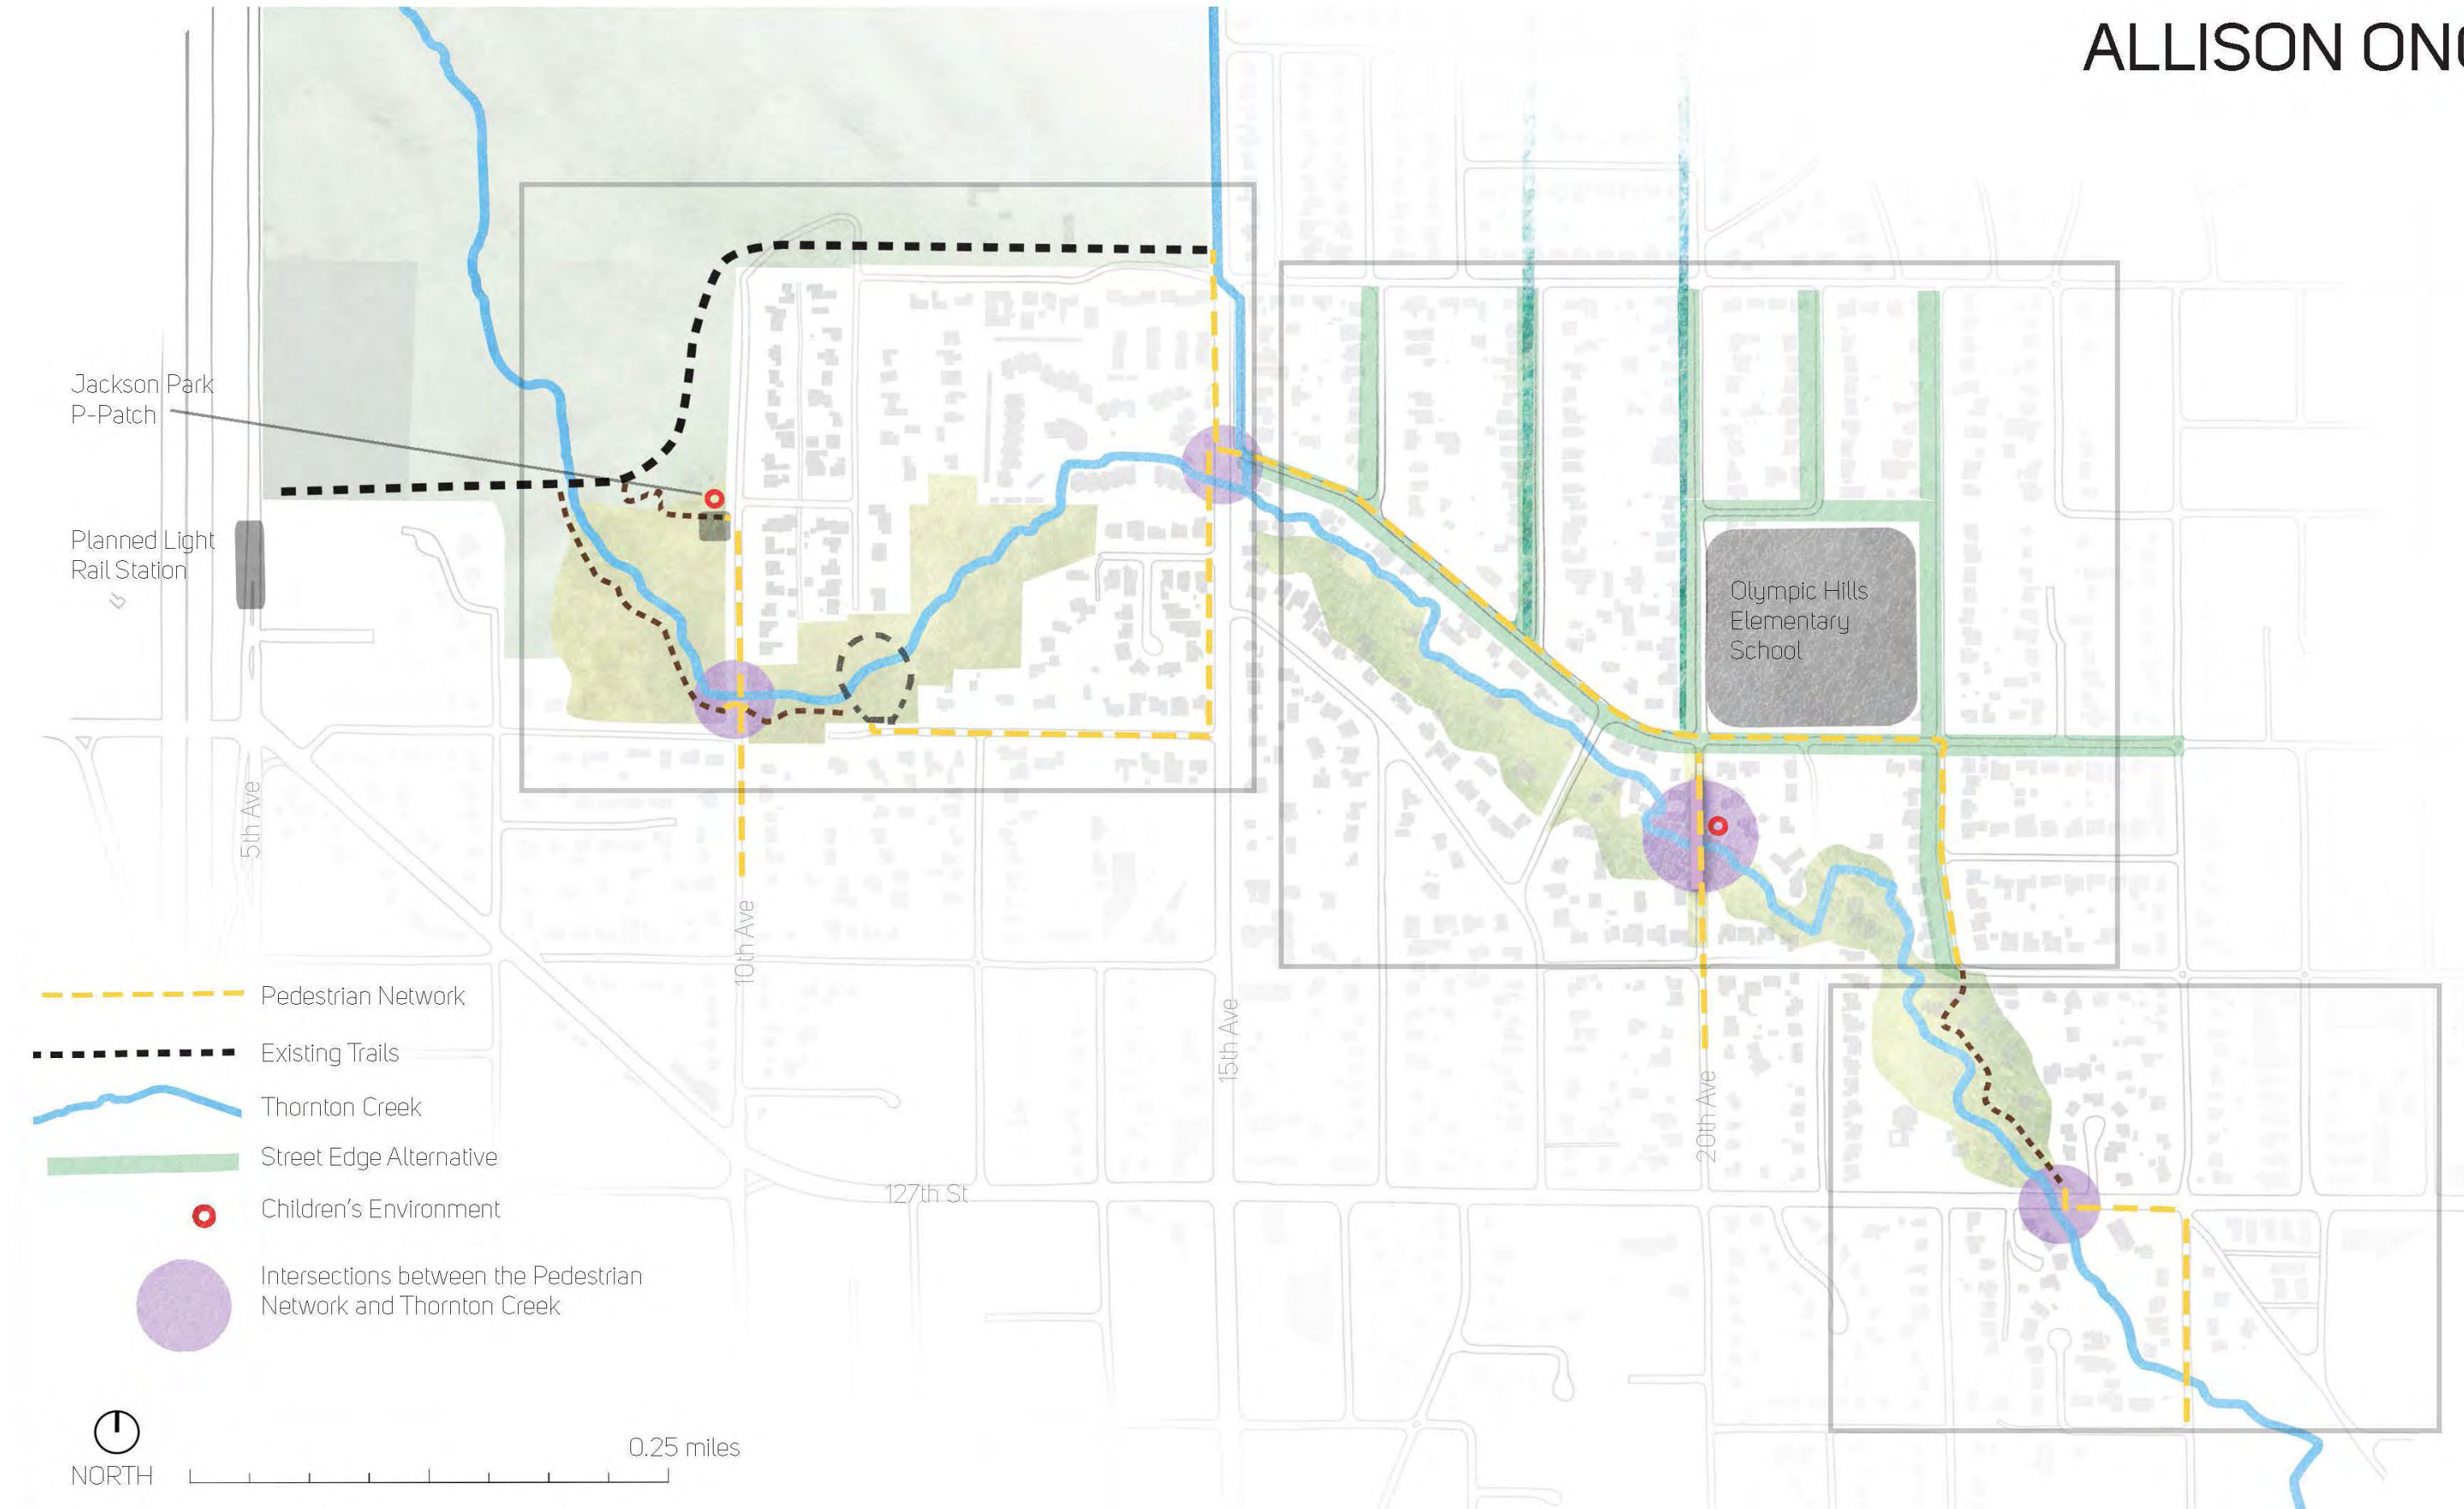 ALLISON ON
Jackson Park
P-Patch
Planned Light
Rail Station
Olympic Hills
Elementary
School
5th Ave
10th Ave
15th Ave
20th Ave
127th St
Pedestrian Network
Existing Trails
Thornton Creek
Street Edge Alternative
Children's Environment
Intersections between the Pedestrian
Network and Thornton Creek
NORTH
0.25 miles